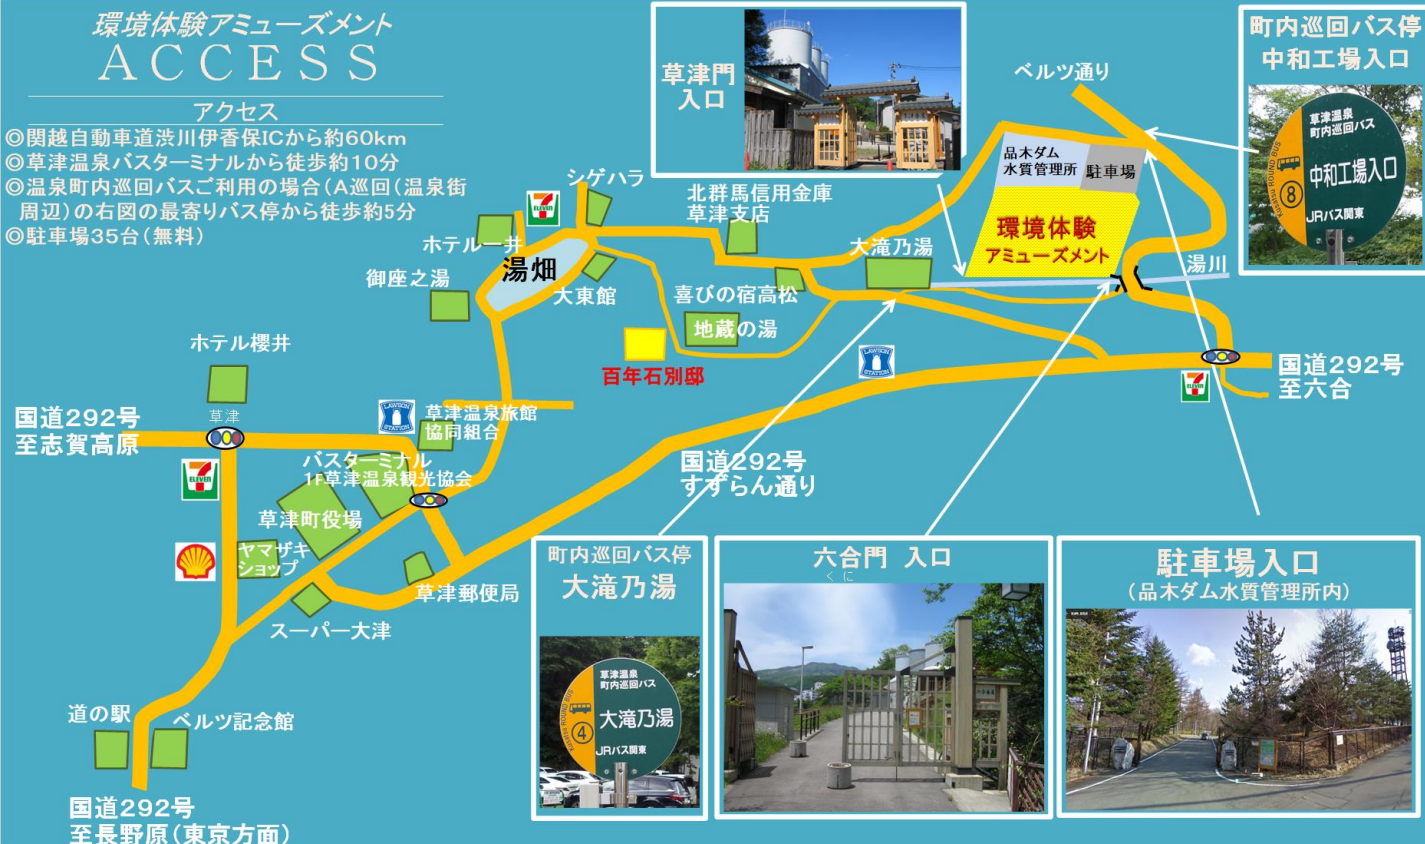 環境体験アミューズメント
ACCESS
アクセス
◎関越自動車道渋川伊香保ICから約60km
◎草津温泉バスターミナルから徒歩約10分
◎温泉町内巡回バスご利用の場合(A巡回(温泉街
周辺)の右図の最寄りバス停から徒歩約5分
◎駐車場35台(無料)
草津門
入口
ベルツ通り
町内巡回バス停
中和工場入口
草津温泉
町内巡回バス
Kusatsu ROUND BUS
8
中和工場入口
JRバス関東
品木ダム
水質管理所
駐車場
環境体験
アミューズメント
湯川
シゲハラ
ELEVEN
ホテル一井
湯畑
御座之湯
大東館
北群馬信用金庫
草津支店
大滝乃湯
喜びの宿高松
地蔵の湯
百年石別邸
LAWSON
STATION
ELEVEN
国道292号
至六合
ホテル櫻井
草津
国道292号
至志賀高原
ELEVEN
LAWSON
STATION
草津温泉旅館
協同組合
バスターミナル
1F草津温泉観光協会
草津町役場
ヤマザキ
ショップ
スーパー大津
草津郵便局
国道292号
すずらん通り
道の駅
ベルツ記念館
国道292号
至長野原(東京方面)
町内巡回バス停
大滝乃湯
草津温泉
町内巡回バス
Kusatsu ROUND BUS
4
大滝乃湯
JRバス関東
六合門 入口
くに
駐車場入口
(品木ダム水質管理所内)